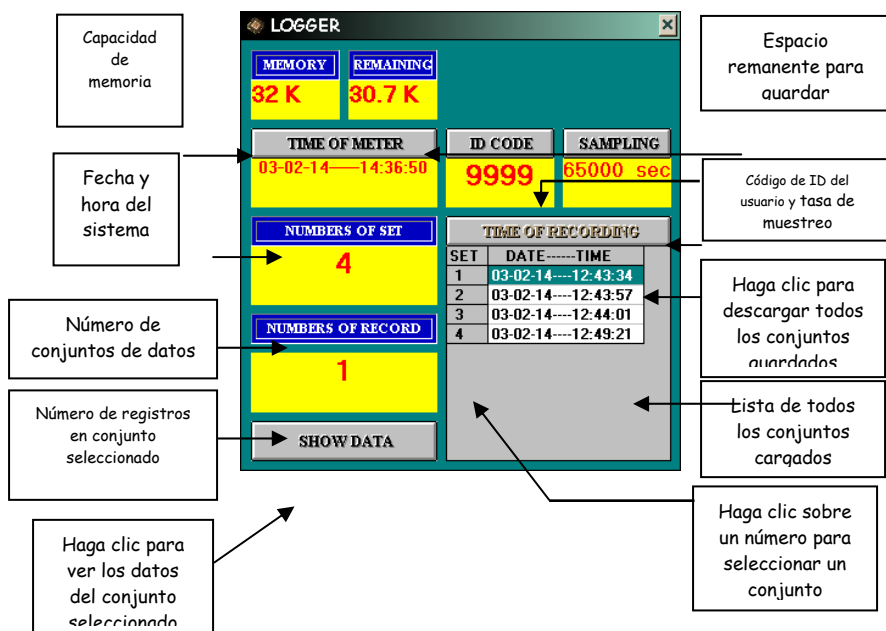 LOGGER
Capacidad
de
memoria
MEMORY REMAINING
32 K 30.7 K
Espacio
remanente para
guardar
TIME OF METER ID CODE SAMPLING
03-02-14----14:36:50 9999 65000 sec
Fecha y
hora del
sistema
Código de ID del
usuario y tasa de
muestreo
NUMBERS OF SET
4
TIME OF RECORDING
SET DATE------TIME
1 03-02-14----12:43:34
2 03-02-14----12:43:57
3 03-02-14----12:44:01
4 03-02-14----12:49:21
Haga clic para
descargar todos
los conjuntos
guardados
Número de
conjuntos de datos
NUMBERS OF RECORD
1
Número de registros
en conjunto
seleccionado
SHOW DATA
Lista de todos
los conjuntos
cargados
Haga clic sobre
un número para
seleccionar un
conjunto
Haga clic para
ver los datos
del conjunto
seleccionado